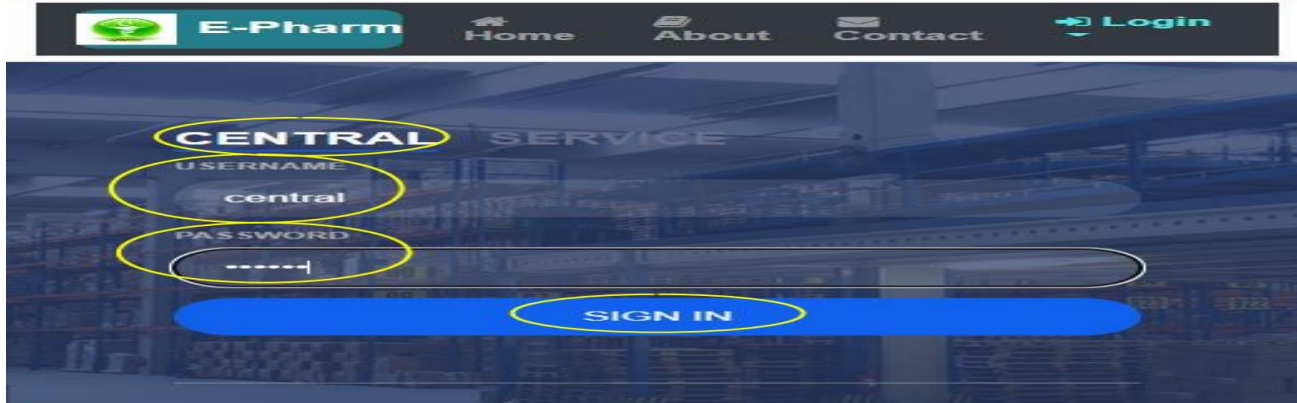 E-Pharm Home About Contact Login
CENTRAL SERVICE
USERNAME
central
PASSWORD
••••••
SIGN IN